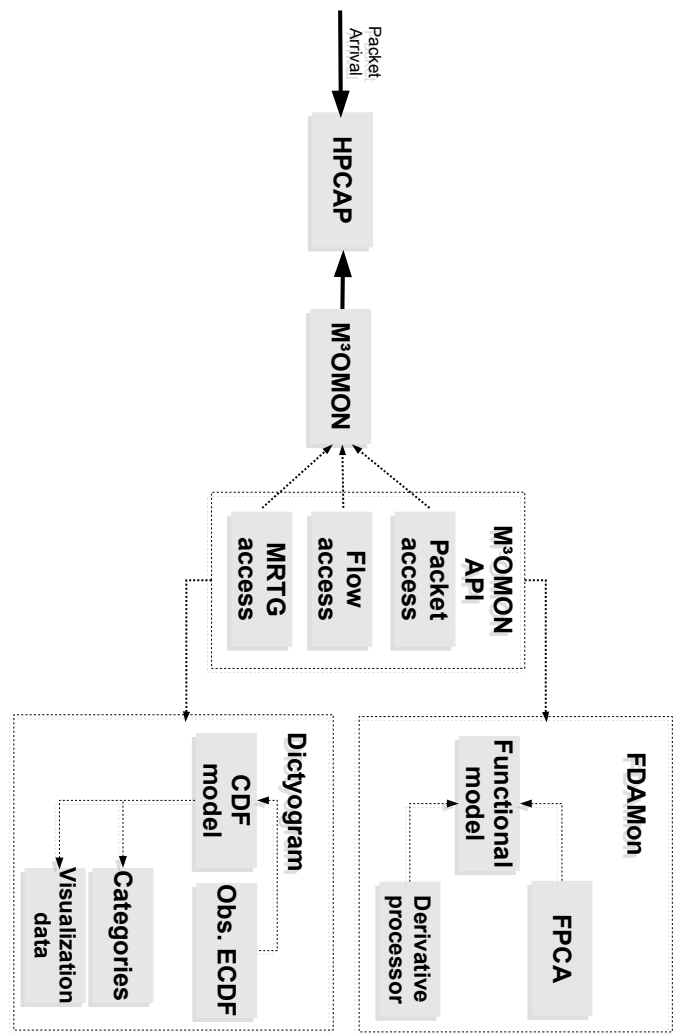 Packet
Arrival
HPCAP
M³OMON
M³OMON
API
Packet
access
Flow
access
MRTG
access
FDAMon
Functional
model
FPCA
Derivative
processor
Dictyogram
CDF
model
Obs. ECDF
Categories
Visualization
data